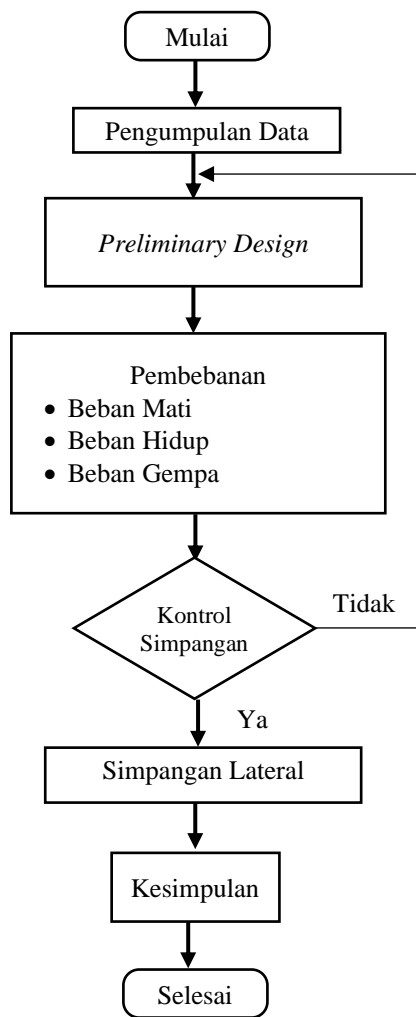 Mulai
Pengumpulan Data
Preliminary Design
Pembebanan
• Beban Mati
• Beban Hidup
• Beban Gempa
Kontrol
Simpangan
Tidak
Ya
Simpangan Lateral
Kesimpulan
Selesai